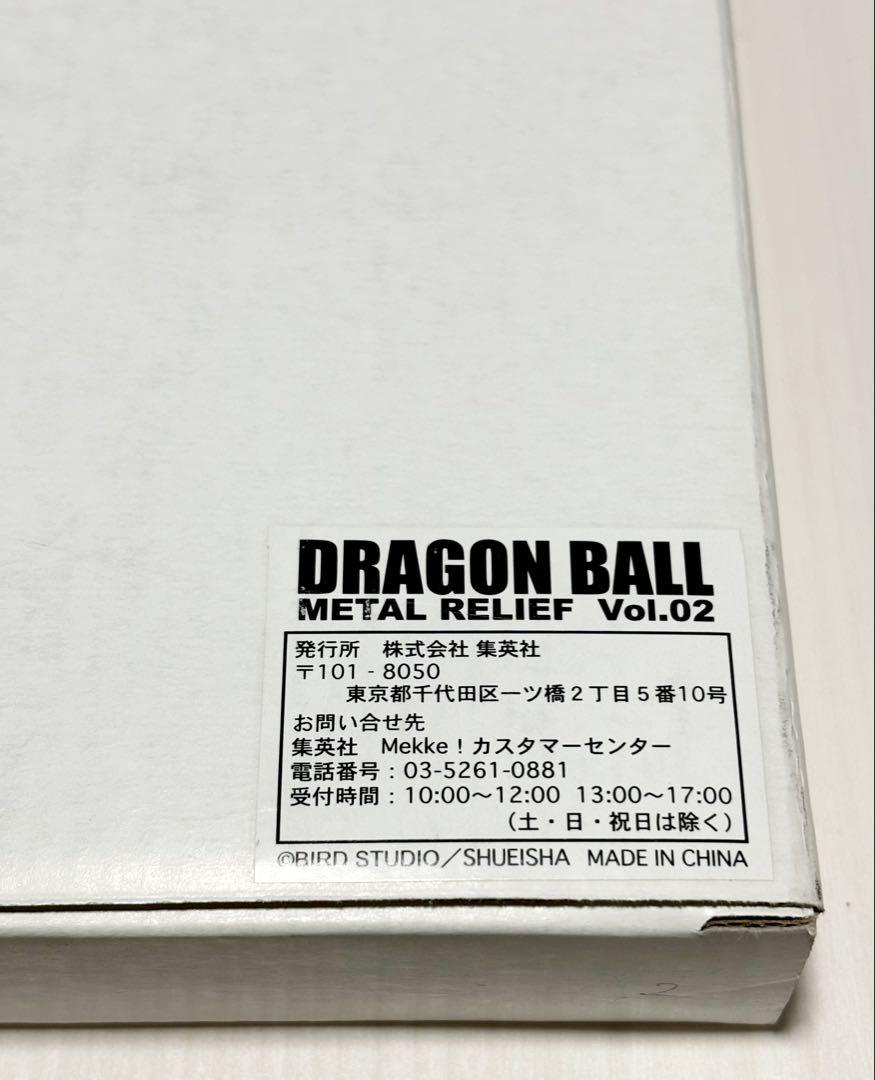 DRAGON BALL
METAL RELIEF Vol.02
発行所 株式会社 集英社
〒101-8050
東京都千代田区一ツ橋2丁目5番10号
お問い合せ先
集英社 Mekke！カスタマーセンター
電話番号：03-5261-0881
受付時間：10:00〜12:00 13:00〜17:00
（土・日・祝日は除く）
©BIRD STUDIO／SHUEISHA MADE IN CHINA
2